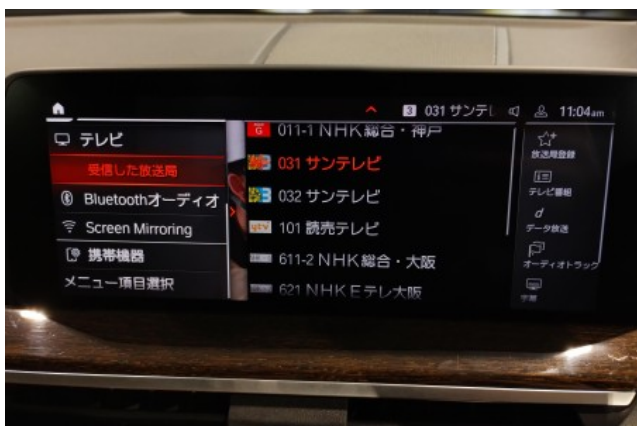 3 031 サンテレ 11:04am
テレビ
受信した放送局
Bluetoothオーディオ
Screen Mirroring
携帯機器
メニュー項目選択
G 011-1 NHK総合・神戸
3 031 サンテレビ
3 032 サンテレビ
ytv 101 読売テレビ
611-2 NHK総合・大阪
621 NHKEテレ大阪
放送局登録
テレビ番組
d
データ放送
オーディオトラック
字幕